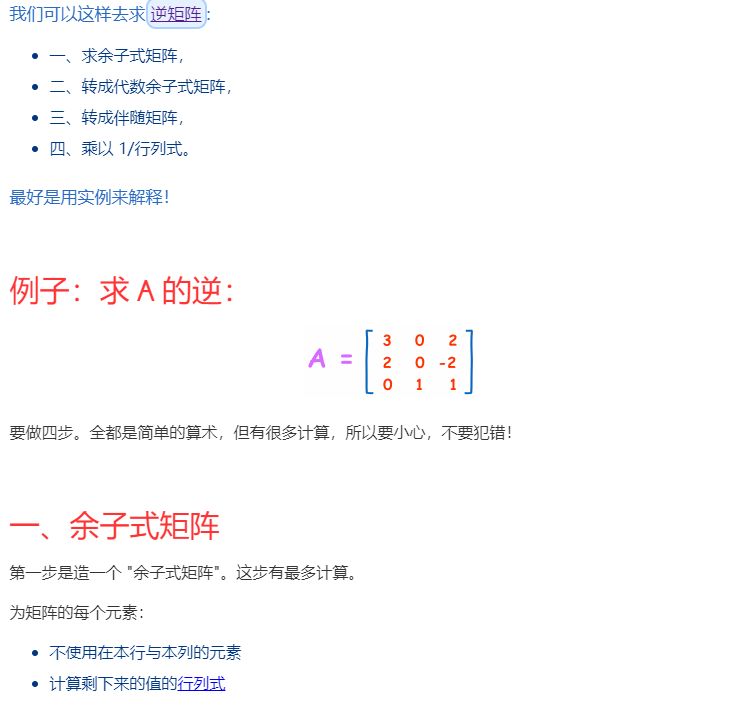 我们可以这样去求逆矩阵：
一、求余子式矩阵，
二、转成代数余子式矩阵，
三、转成伴随矩阵，
四、乘以 1/行列式。
最好是用实例来解释！
例子：求 A 的逆：
A = [ 3 0 2
2 0 -2
0 1 1 ]
要做四步。全都是简单的算术，但有很多计算，所以要小心，不要犯错！
一、余子式矩阵
第一步是造一个 "余子式矩阵"。这步有最多计算。
为矩阵的每个元素：
不使用在本行与本列的元素
计算剩下来的值的行列式